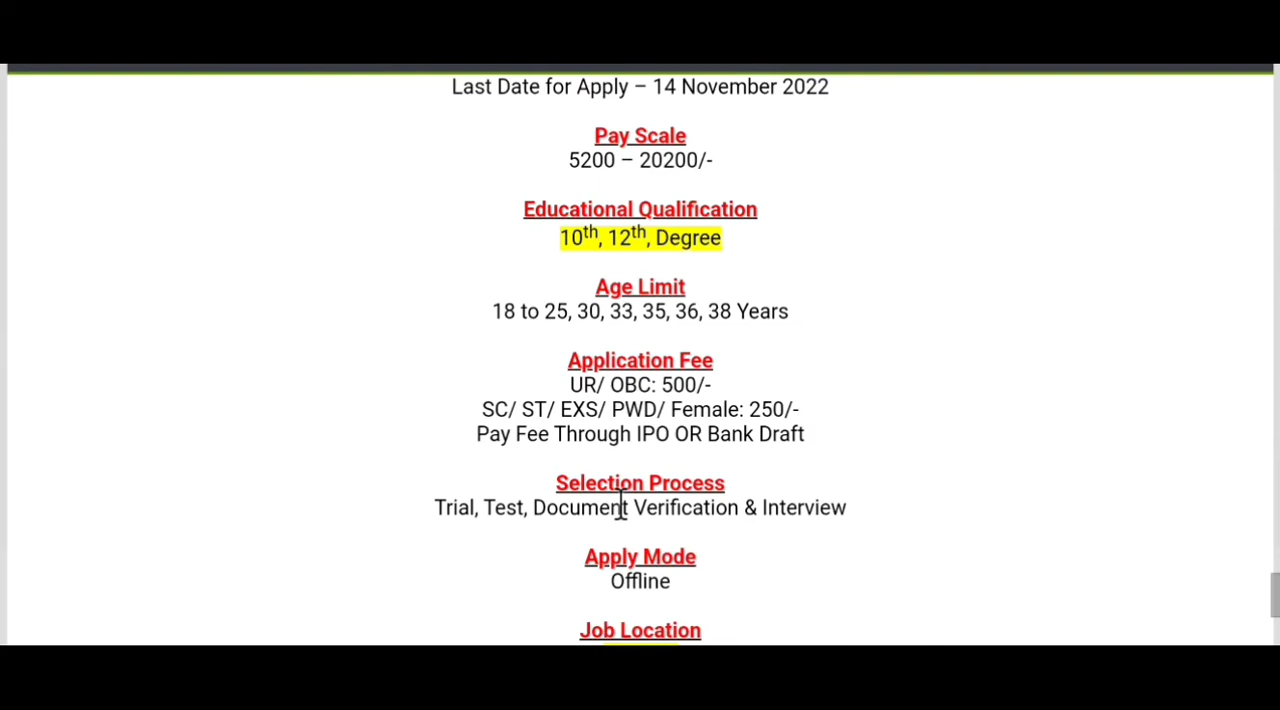 Last Date for Apply – 14 November 2022
Pay Scale
5200 – 20200/-
Educational Qualification
10th, 12th, Degree
Age Limit
18 to 25, 30, 33, 35, 36, 38 Years
Application Fee
UR/ OBC: 500/-
SC/ ST/ EXS/ PWD/ Female: 250/-
Pay Fee Through IPO OR Bank Draft
Selection Process
Trial, Test, Document Verification & Interview
Apply Mode
Offline
Job Location